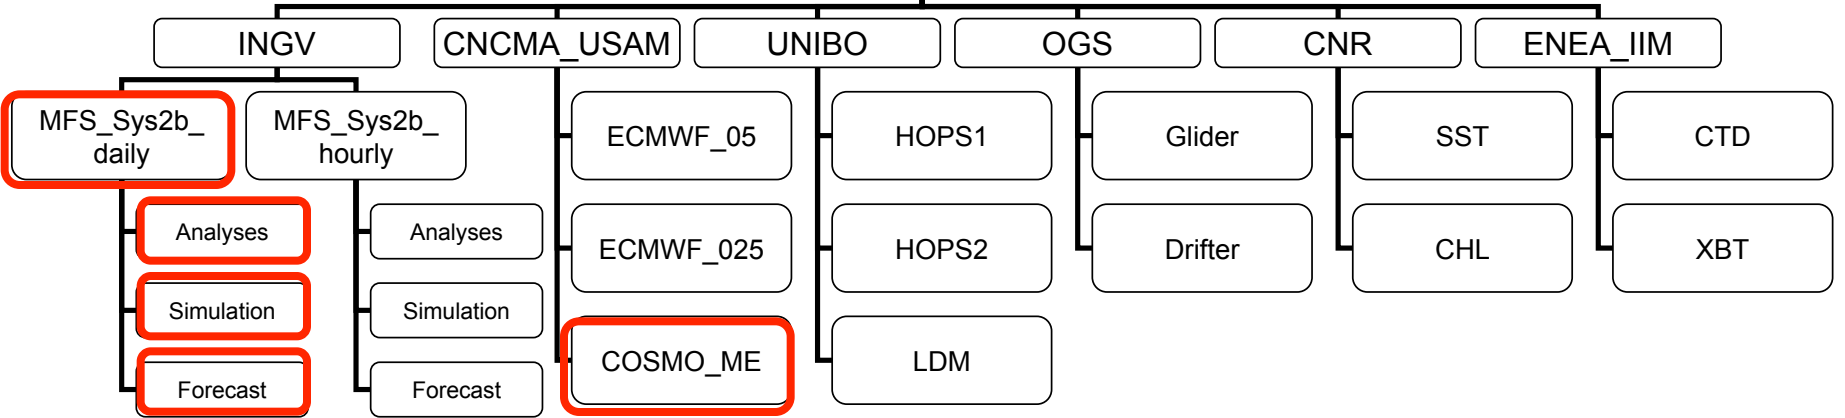 INGV
CNCMA_USAM
UNIBO
OGS
CNR
ENEA_IIM
MFS_Sys2b_
daily
MFS_Sys2b_
hourly
ECMWF_05
HOPS1
Glider
SST
CTD
Analyses
Analyses
ECMWF_025
HOPS2
Drifter
CHL
XBT
Simulation
Simulation
COSMO_ME
LDM
Forecast
Forecast